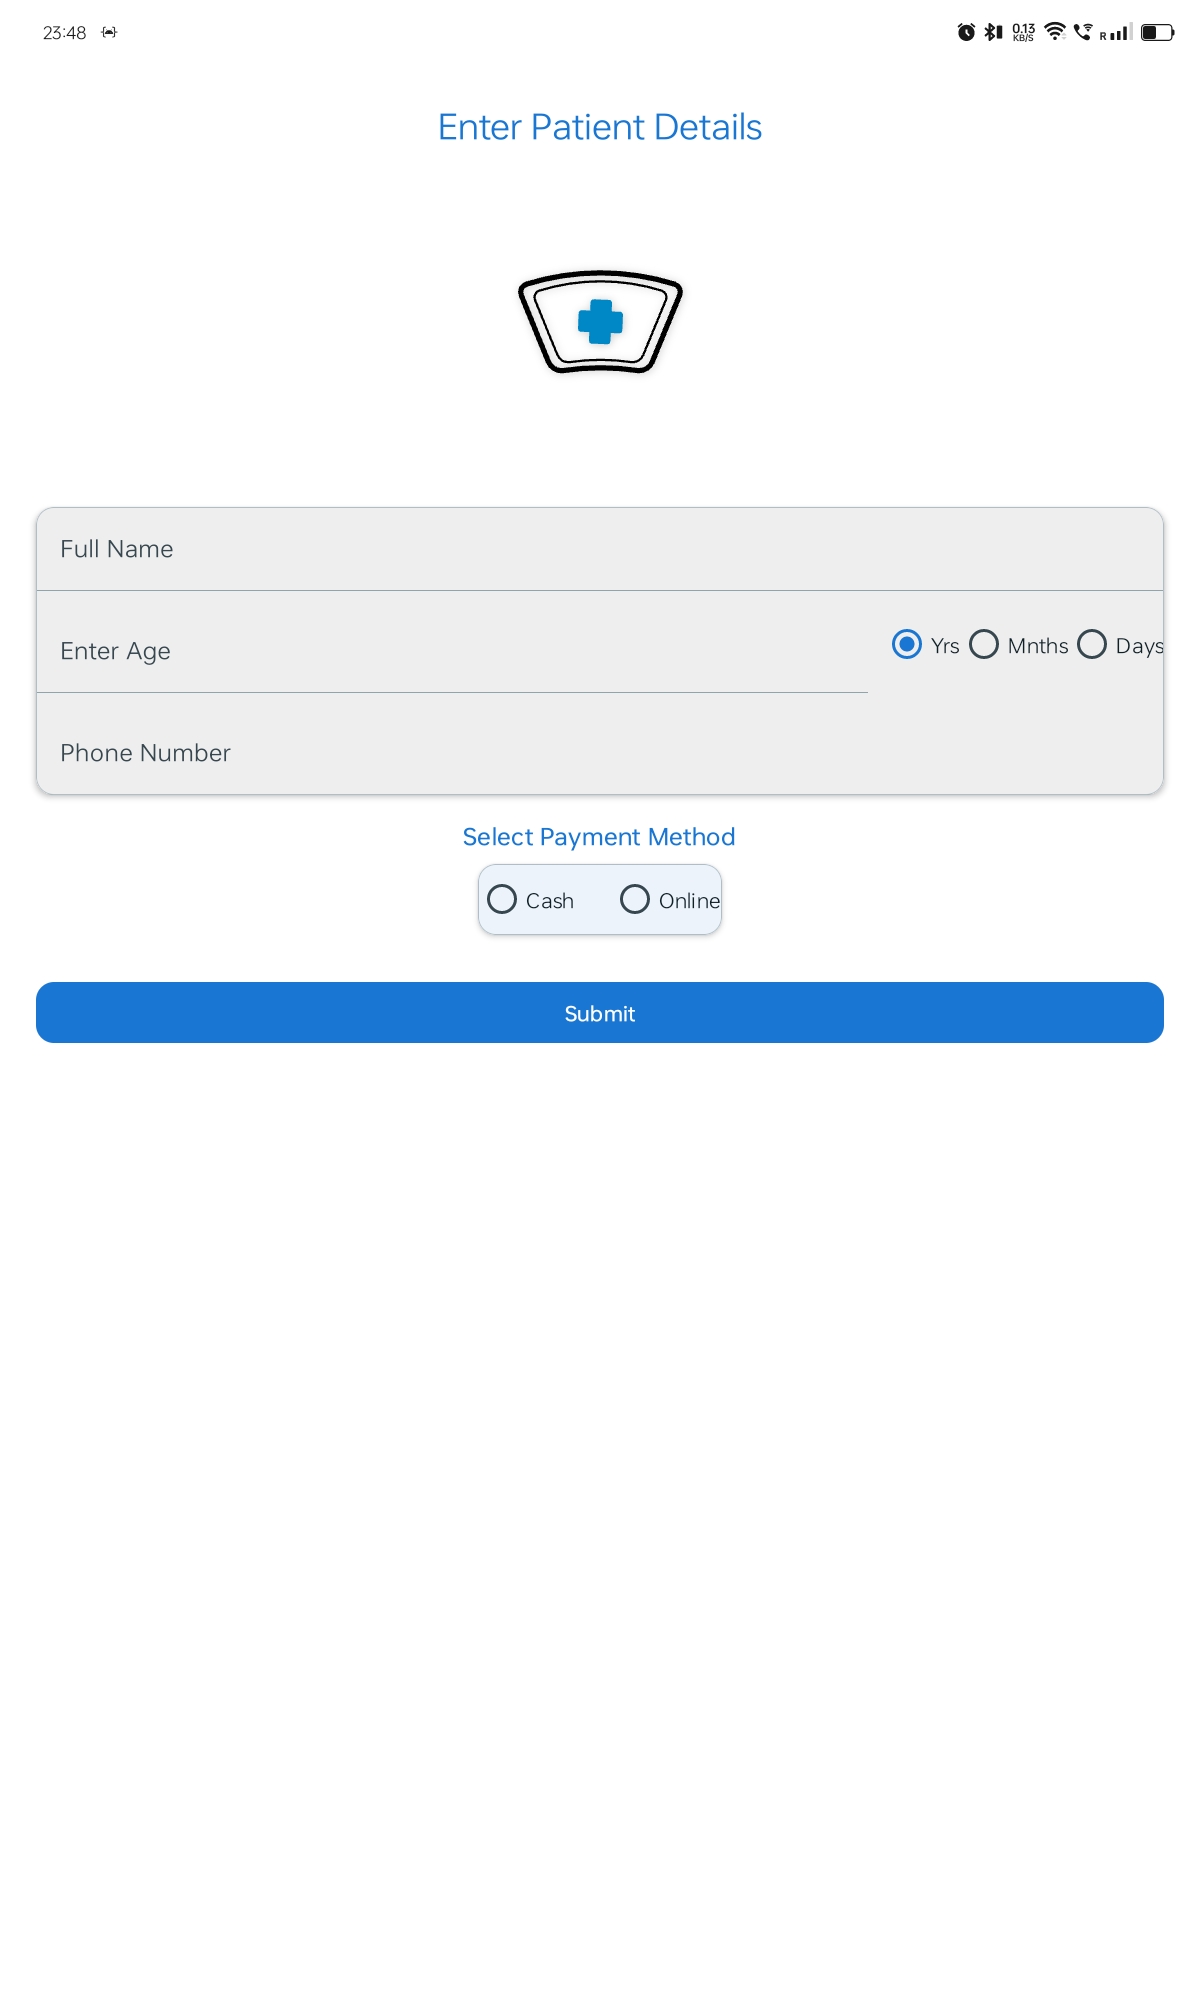 23:48 0.13 KB/S R
Enter Patient Details
Full Name
Enter Age Yrs Mnths Days
Phone Number
Select Payment Method
Cash Online
Submit